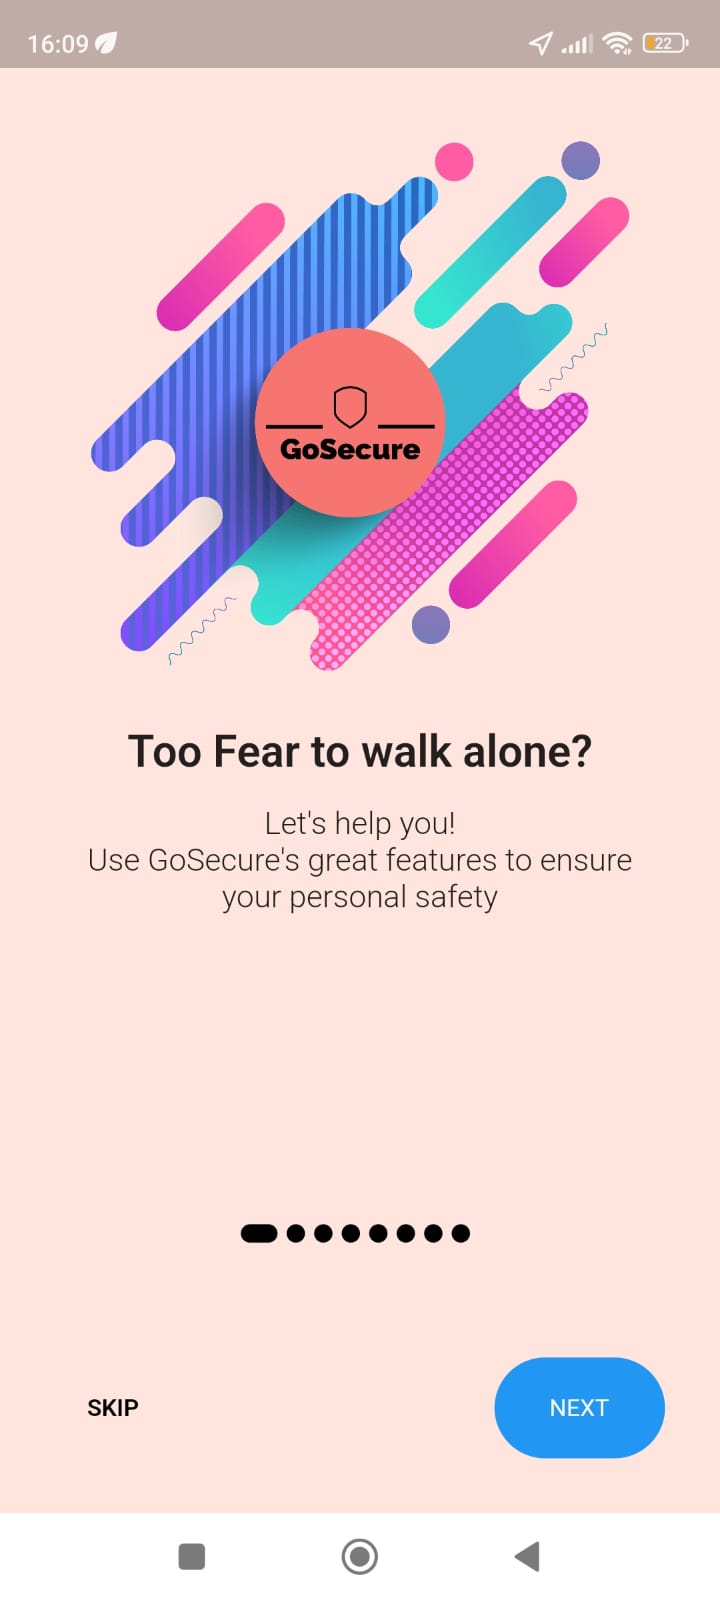 16:09
22
GoSecure
Too Fear to walk alone?
Let's help you!
Use GoSecure's great features to ensure
your personal safety
SKIP
NEXT